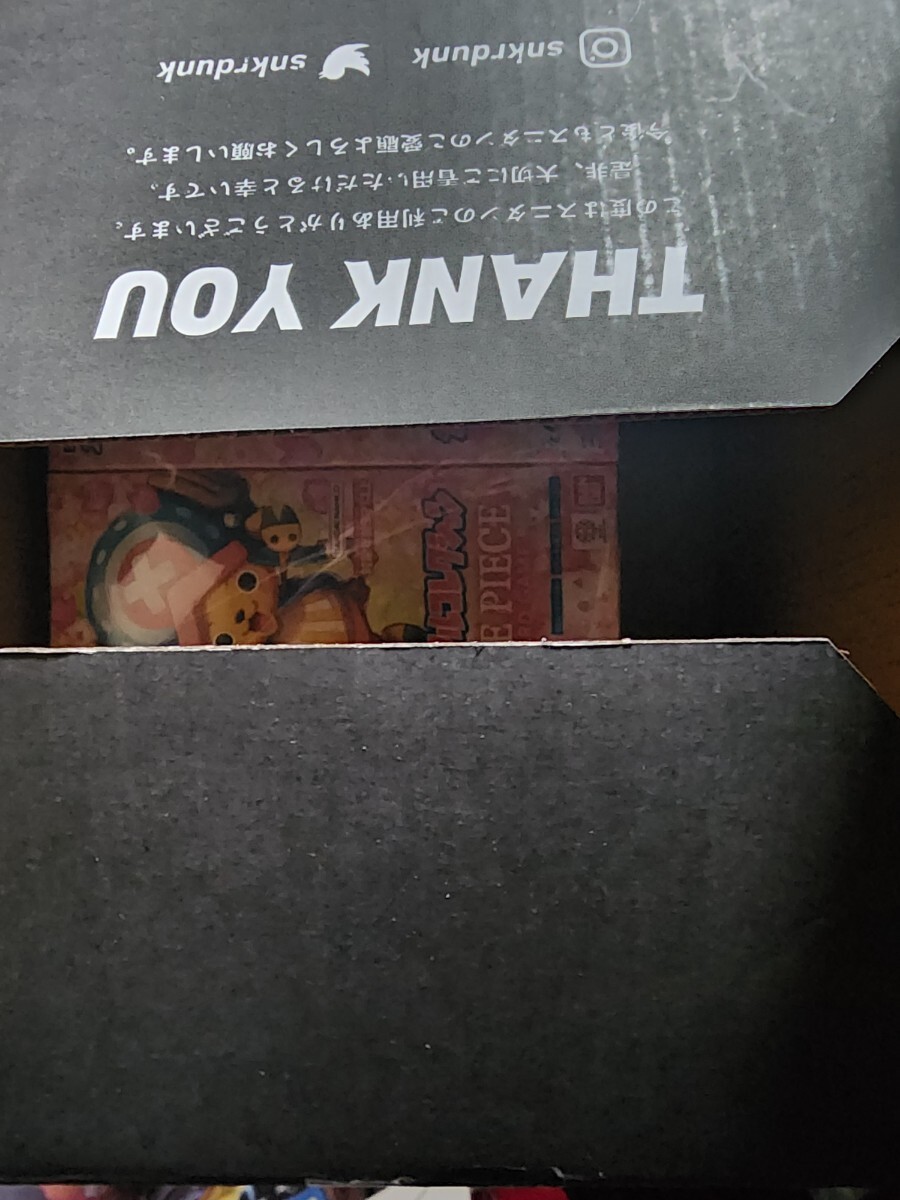 THANK YOU
この度はスニダンのご利用ありがとうございます。
是非、大切にご着用いただけると幸いです。
今後ともスニダンのご愛顧よろしくお願いします。
snkrdunk
snkrdunk
PIECE